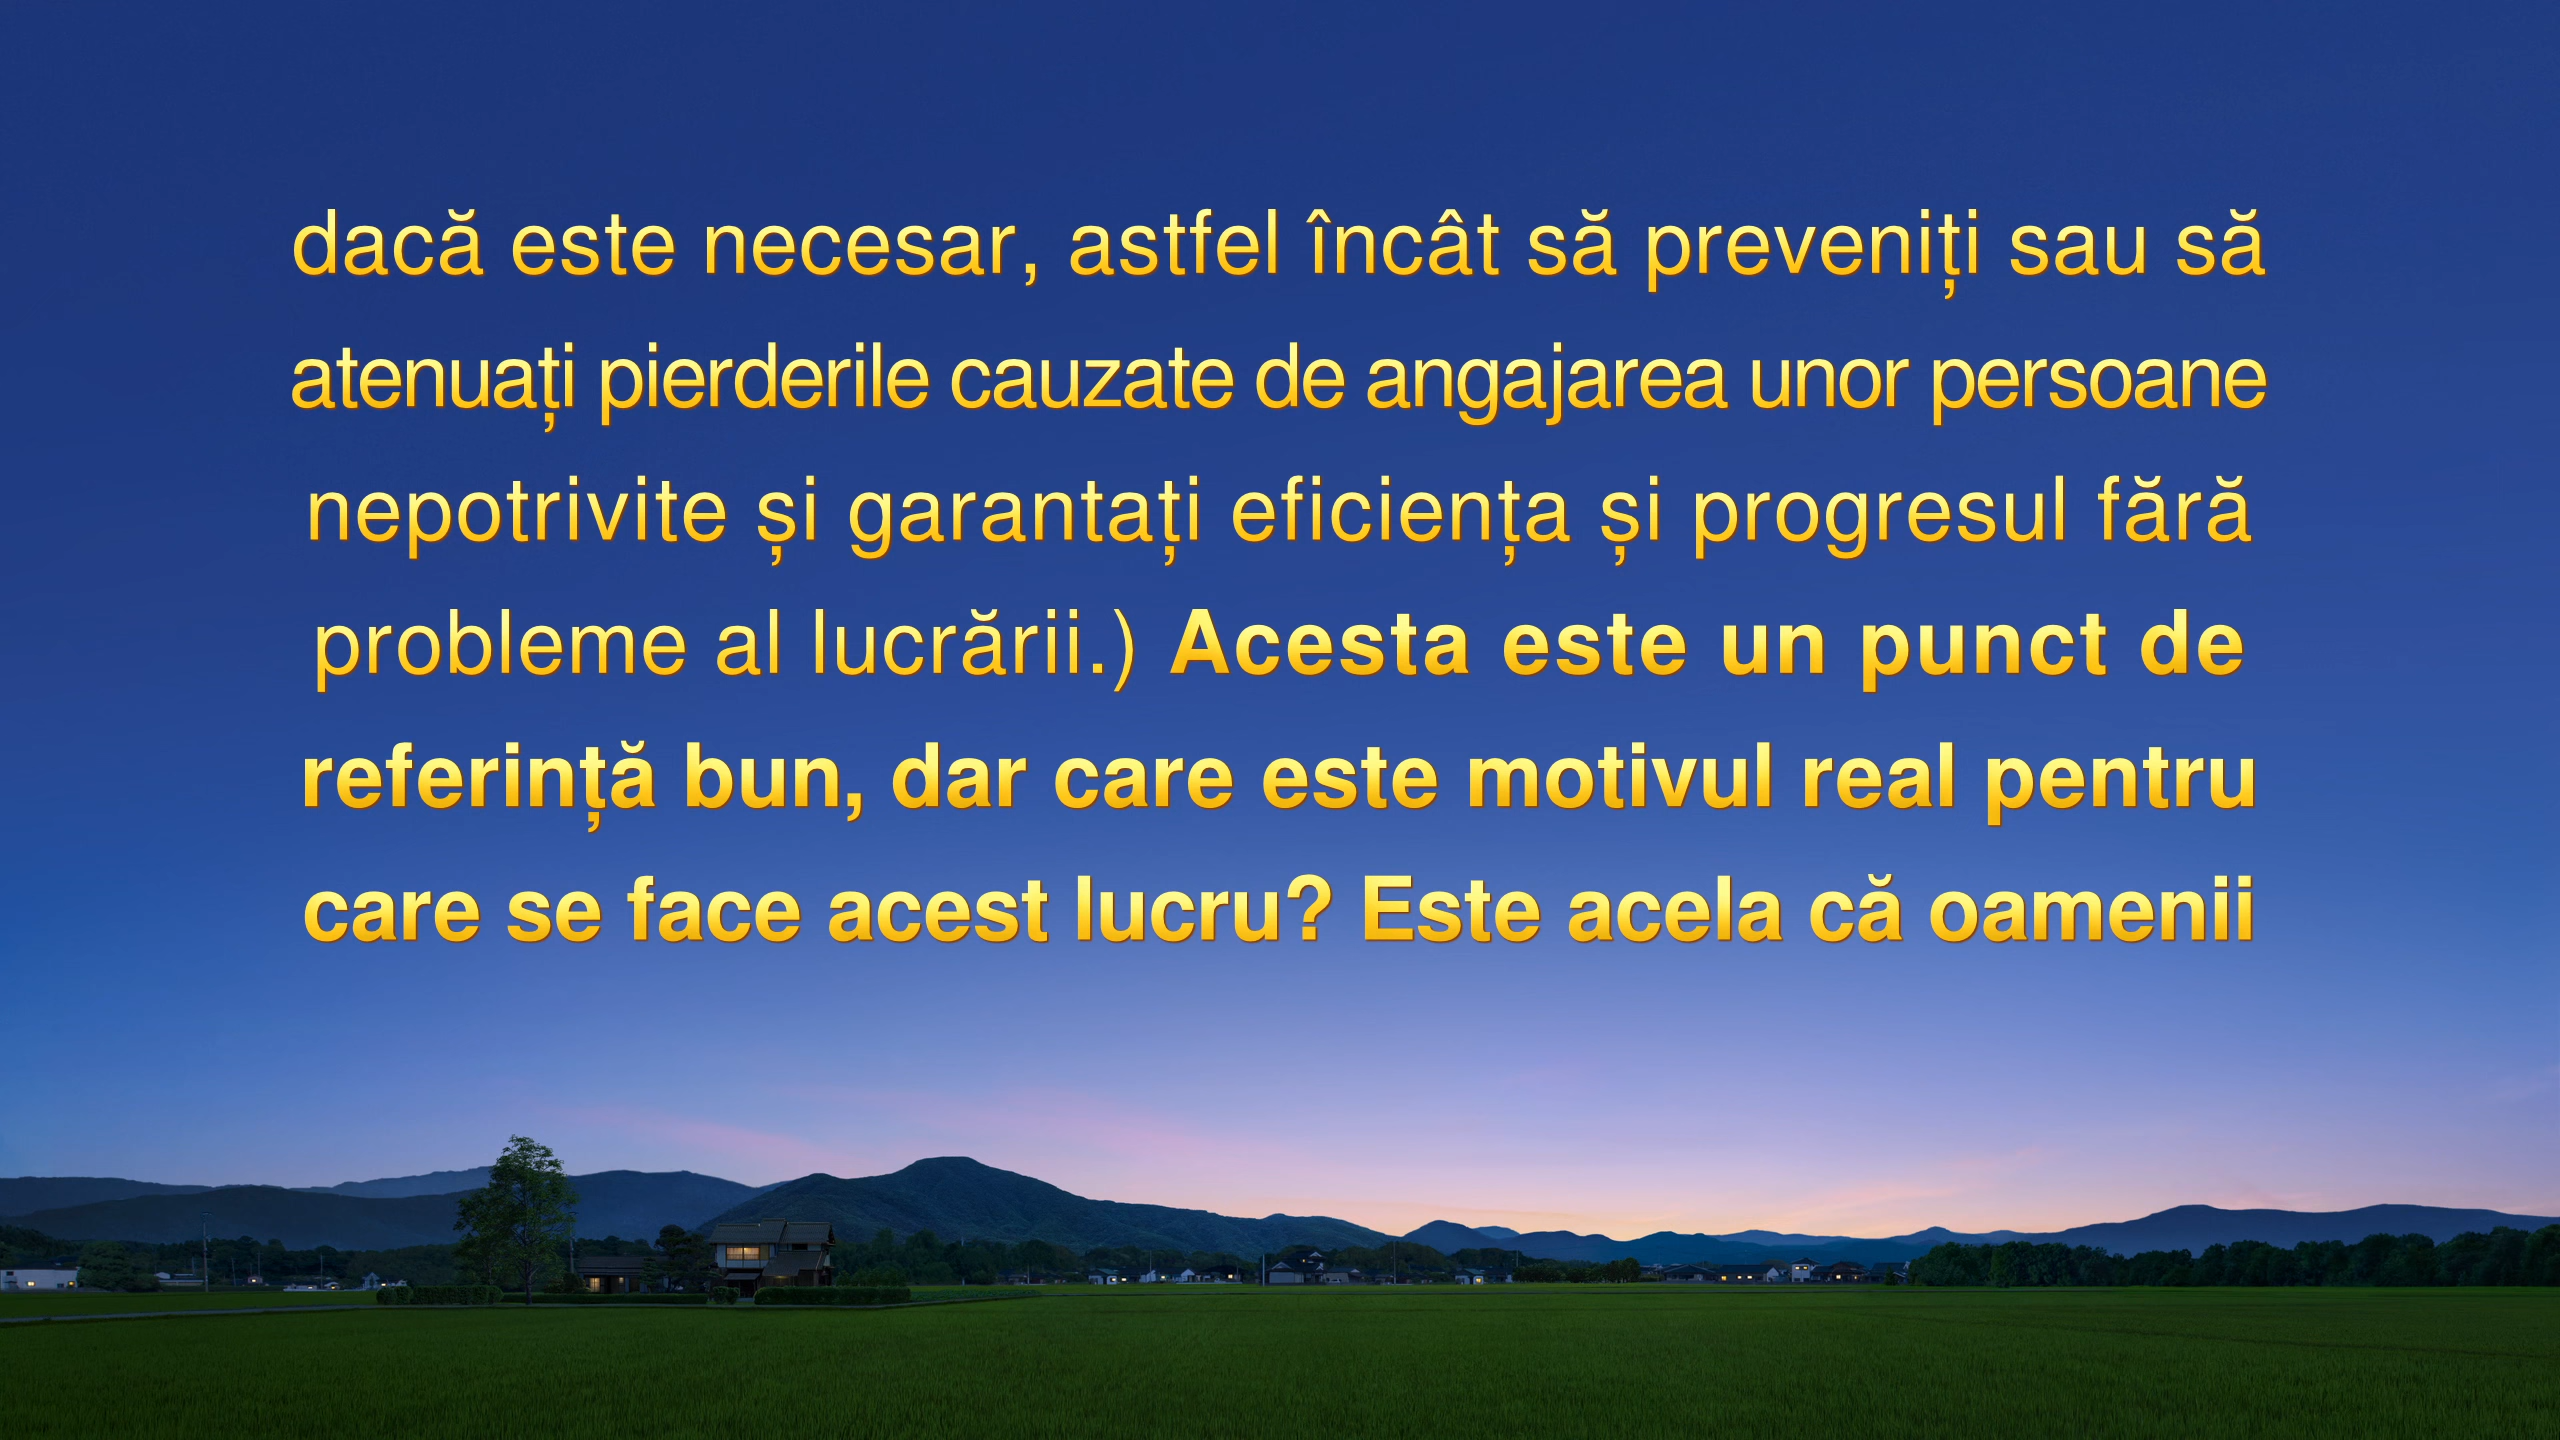 dacă este necesar, astfel încât să preveniți sau să
atenuați pierderile cauzate de angajarea unor persoane
nepotrivite și garantați eficiența și progresul fără
probleme al lucrării.) Acesta este un punct de
referință bun, dar care este motivul real pentru
care se face acest lucru? Este acela că oamenii